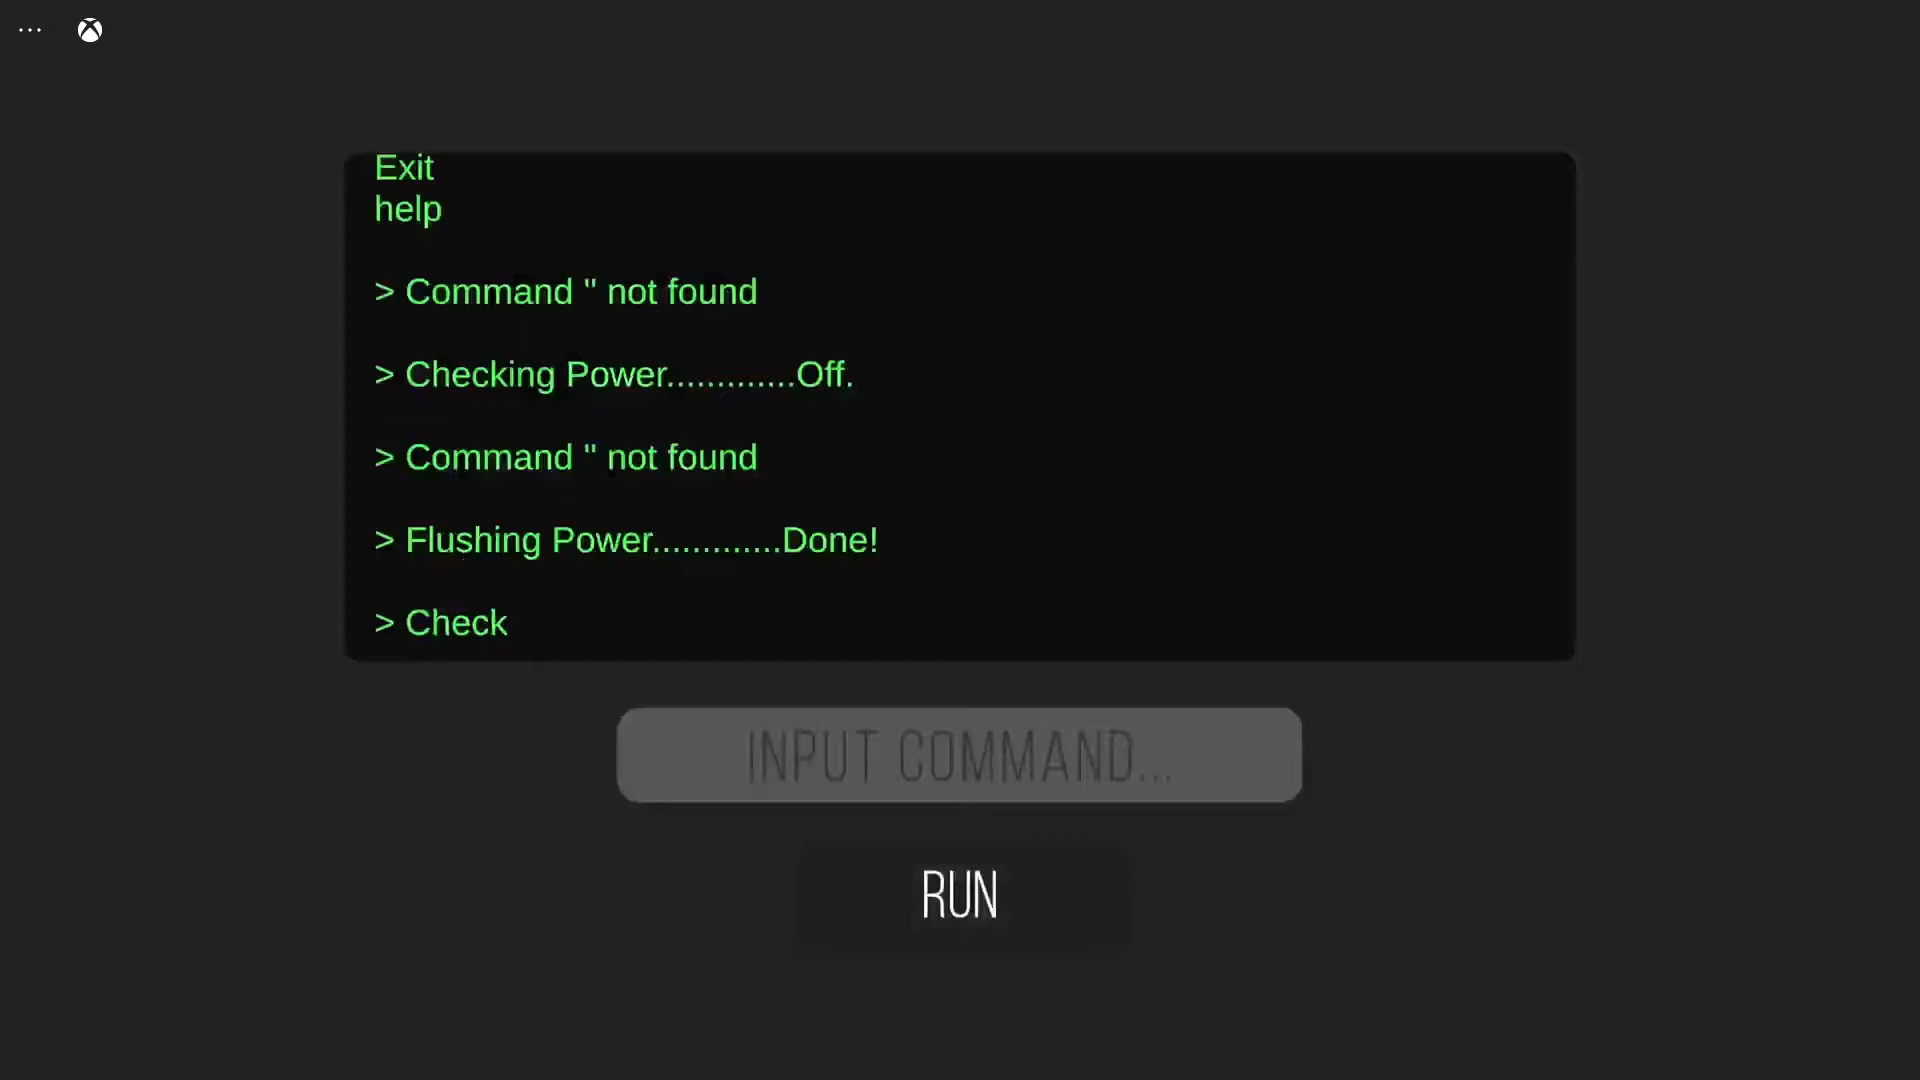 Exit
help
> Command '' not found
> Checking Power.............Off.
> Command '' not found
> Flushing Power.............Done!
> Check
INPUT COMMAND...
RUN